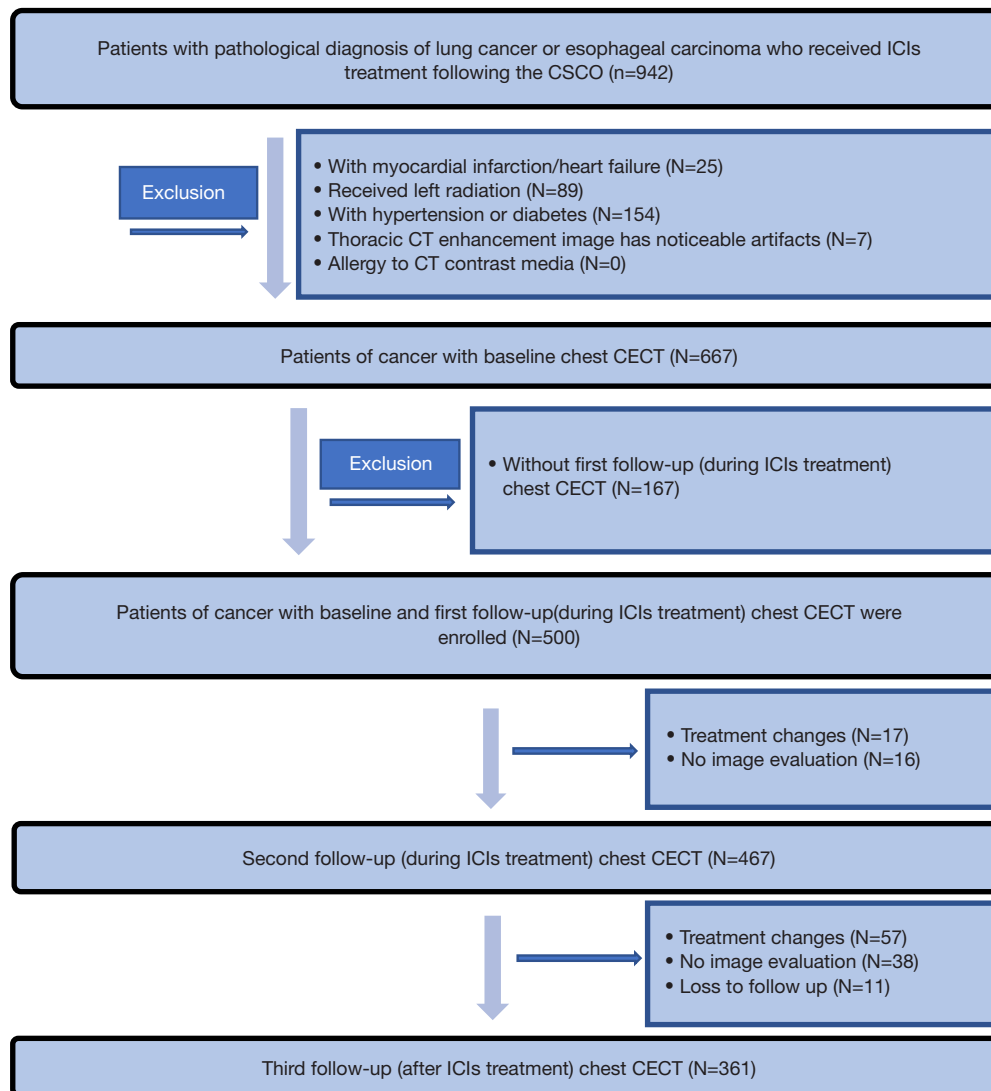 Patients with pathological diagnosis of lung cancer or esophageal carcinoma who received ICIs
treatment following the CSCO (n=942)
Exclusion
• With myocardial infarction/heart failure (N=25)
• Received left radiation (N=89)
• With hypertension or diabetes (N=154)
• Thoracic CT enhancement image has noticeable artifacts (N=7)
• Allergy to CT contrast media (N=0)
Patients of cancer with baseline chest CECT (N=667)
Exclusion
• Without first follow-up (during ICIs treatment)
chest CECT (N=167)
Patients of cancer with baseline and first follow-up(during ICIs treatment) chest CECT were
enrolled (N=500)
• Treatment changes (N=17)
• No image evaluation (N=16)
Second follow-up (during ICIs treatment) chest CECT (N=467)
• Treatment changes (N=57)
• No image evaluation (N=38)
• Loss to follow up (N=11)
Third follow-up (after ICIs treatment) chest CECT (N=361)